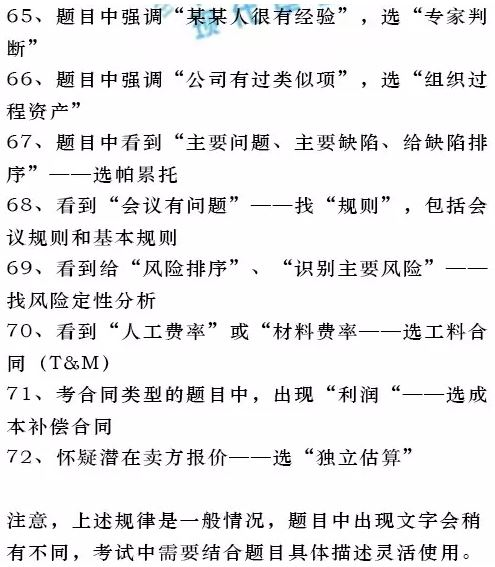 65、题目中强调“某某人很有经验”，选“专家判
断”
66、题目中强调“公司有过类似项”，选“组织过
程资产”
67、题目中看到“主要问题、主要缺陷、给缺陷排
序”——选帕累托
68、看到“会议有问题”——找“规则”，包括会
议规则和基本规则
69、看到给“风险排序”、“识别主要风险”——
找风险定性分析
70、看到“人工费率”或“材料费率——选工料合
同（T&M）
71、考合同类型的题目中，出现“利润“——选成
本补偿合同
72、怀疑潜在卖方报价——选“独立估算”
注意，上述规律是一般情况，题目中出现文字会稍
有不同，考试中需要结合题目具体描述灵活使用。